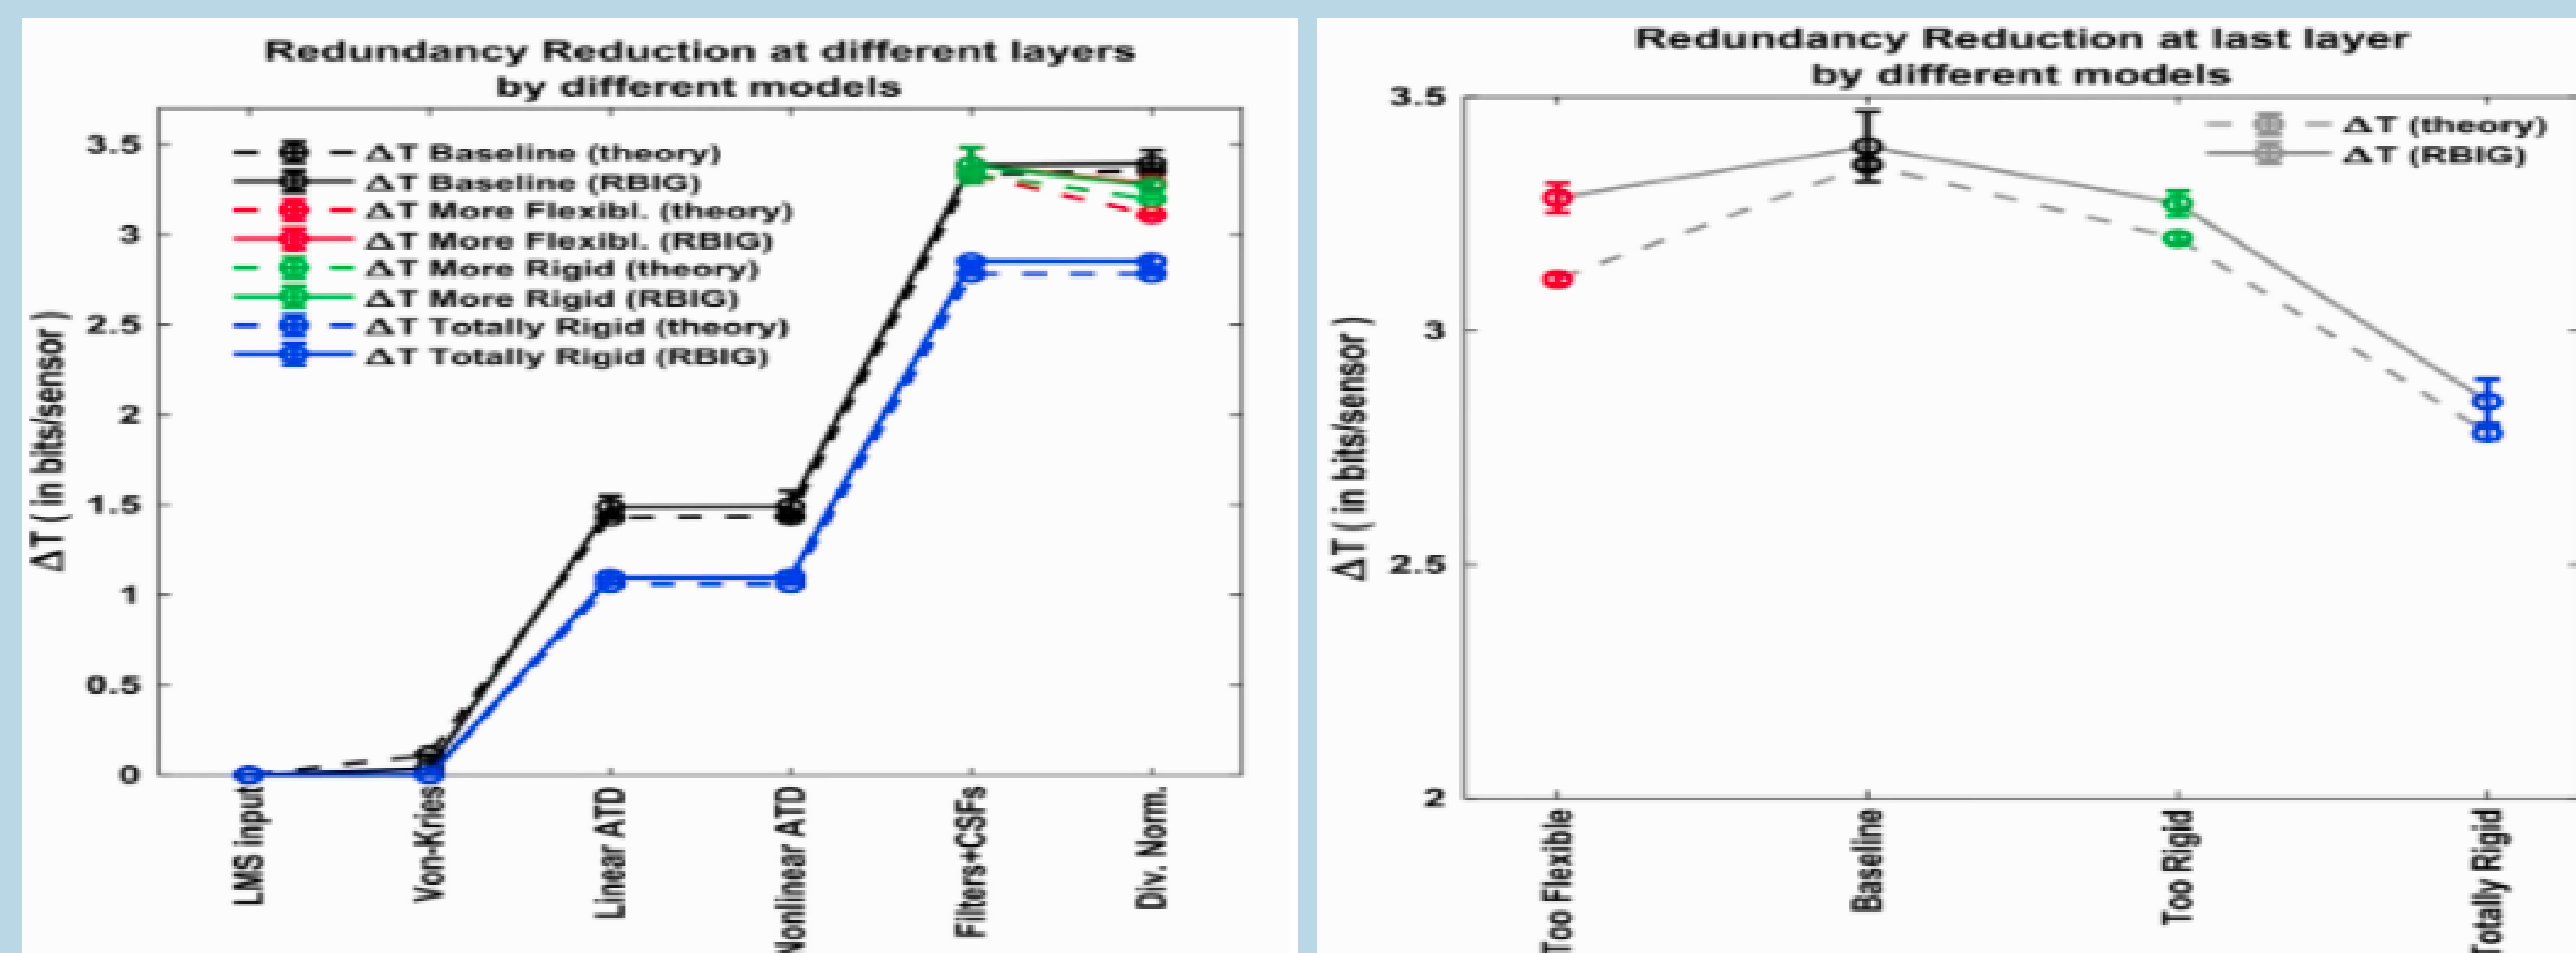 Redundancy Reduction at different layers
by different models
ΔT Baseline (theory)
ΔT Baseline (RBIG)
ΔT More Flexibl. (theory)
ΔT More Flexibl. (RBIG)
ΔT More Rigid (theory)
ΔT More Rigid (RBIG)
ΔT Totally Rigid (theory)
ΔT Totally Rigid (RBIG)
ΔT ( in bits/sensor )
3.5
3
2.5
2
1.5
1
0.5
0
LMS input
Von-Kries
Linear ATD
Nonlinear ATD
Filters+CSFs
Div. Norm.
Redundancy Reduction at last layer
by different models
ΔT (theory)
ΔT (RBIG)
ΔT ( in bits/sensor )
3.5
3
2.5
2
Too Flexible
Baseline
Too Rigid
Totally Rigid